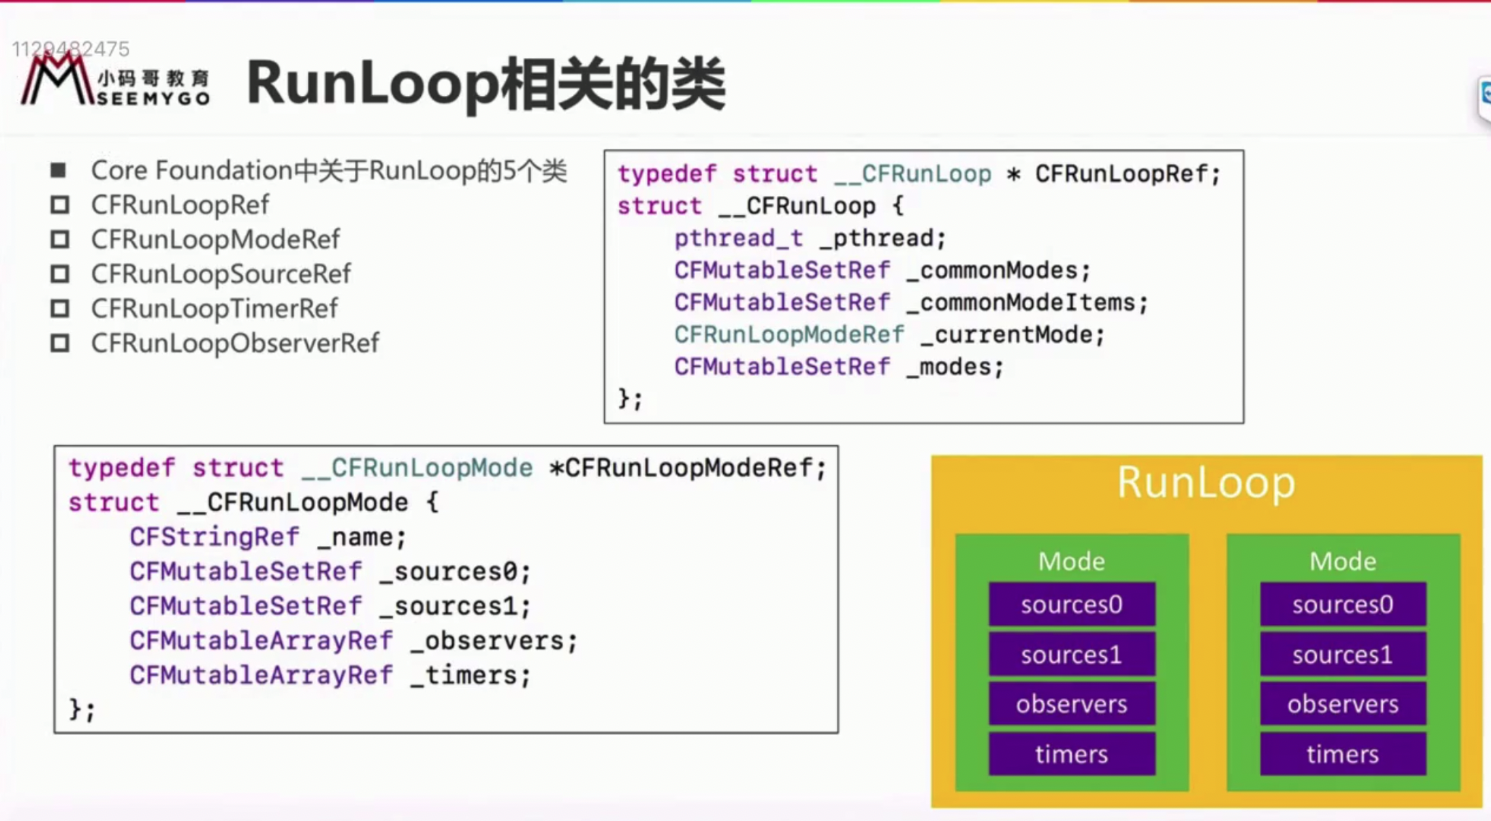 1129482475
小码哥教育
SEEMYGO
RunLoop相关的类
Core Foundation中关于RunLoop的5个类
CFRunLoopRef
CFRunLoopModeRef
CFRunLoopSourceRef
CFRunLoopTimerRef
CFRunLoopObserverRef
typedef struct __CFRunLoop * CFRunLoopRef;
struct __CFRunLoop {
pthread_t _pthread;
CFMutableSetRef _commonModes;
CFMutableSetRef _commonModeItems;
CFRunLoopModeRef _currentMode;
CFMutableSetRef _modes;
};
typedef struct __CFRunLoopMode *CFRunLoopModeRef;
struct __CFRunLoopMode {
CFStringRef _name;
CFMutableSetRef _sources0;
CFMutableSetRef _sources1;
CFMutableArrayRef _observers;
CFMutableArrayRef _timers;
};
RunLoop
Mode
sources0
sources1
observers
timers
Mode
sources0
sources1
observers
timers